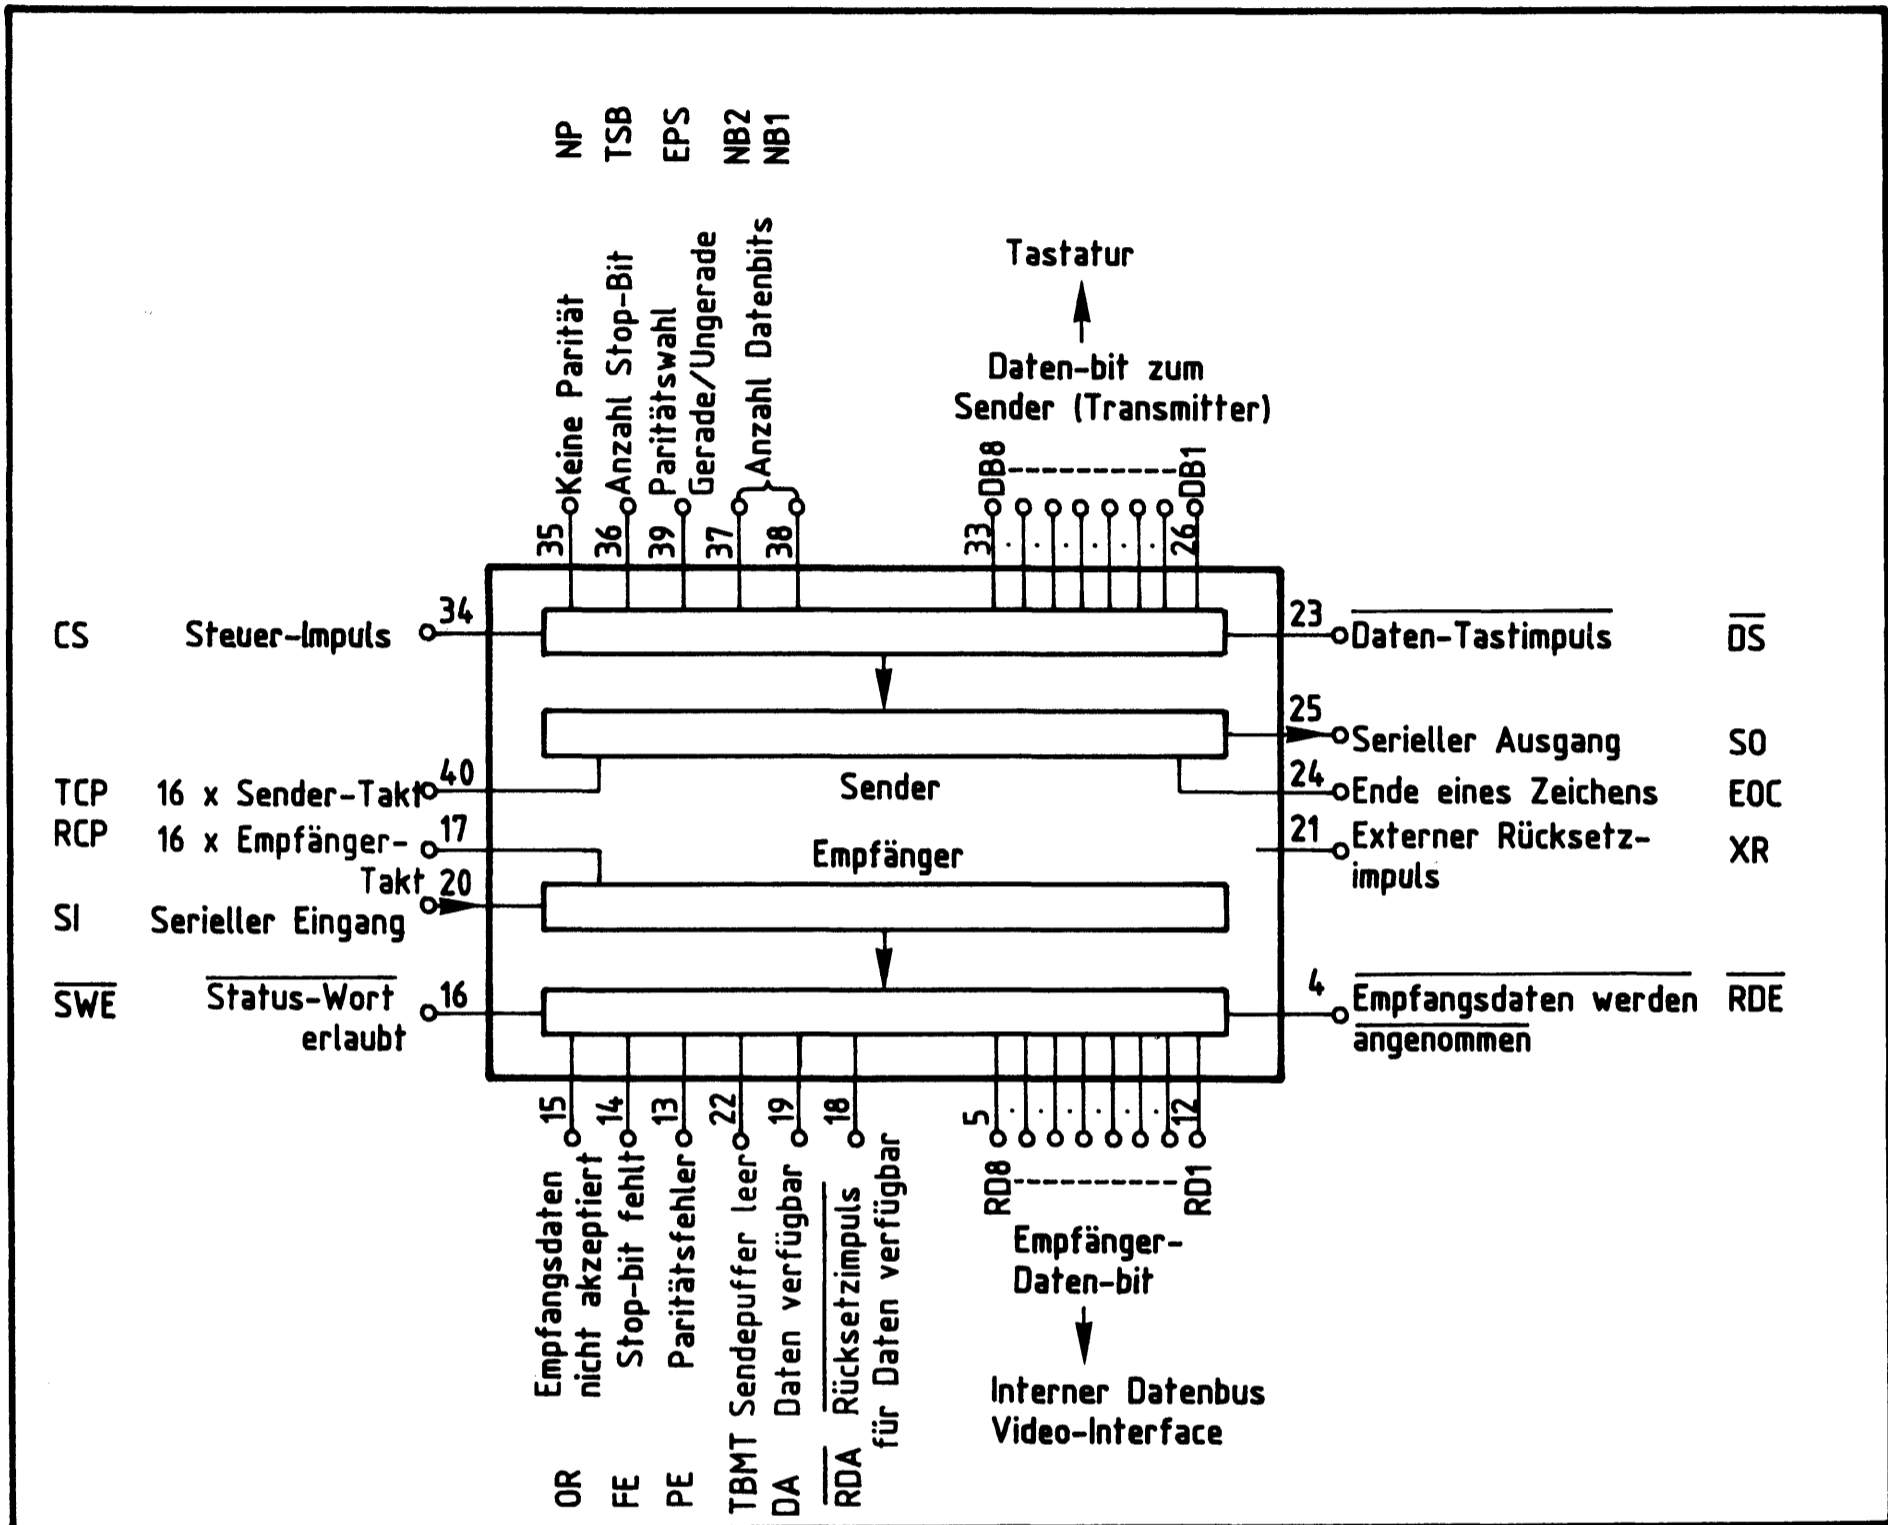 NP
TSB
EPS
NB2
NB1
Keine Parität
Anzahl Stop-Bit
Paritätswahl
Gerade/Ungerade
Anzahl Datenbits
35
36
39
37
38
Tastatur
Daten-bit zum
Sender (Transmitter)
DB8----------DB1
33
26
CS Steuer-Impuls 34
23 Daten-Tastimpuls DS
25 Serieller Ausgang SO
TCP 16 x Sender-Takt 40
Sender
24 Ende eines Zeichens EOC
RCP 16 x Empfänger-
Takt
17
Empfänger
21 Externer Rücksetz-
impuls
XR
SI Serieller Eingang 20
SWE Status-Wort
erlaubt
16
4 Empfangsdaten werden
angenommen
RDE
15
14
13
22
19
18
5
12
RD8----------RD1
Empfangsdaten
nicht akzeptiert
Stop-bit fehlt
Paritätsfehler
Sendepuffer leer
Daten verfügbar
Rücksetzimpuls
für Daten verfügbar
OR
FE
PE
TBMT
DA
RDA
Empfänger-
Daten-bit
Interner Datenbus
Video-Interface